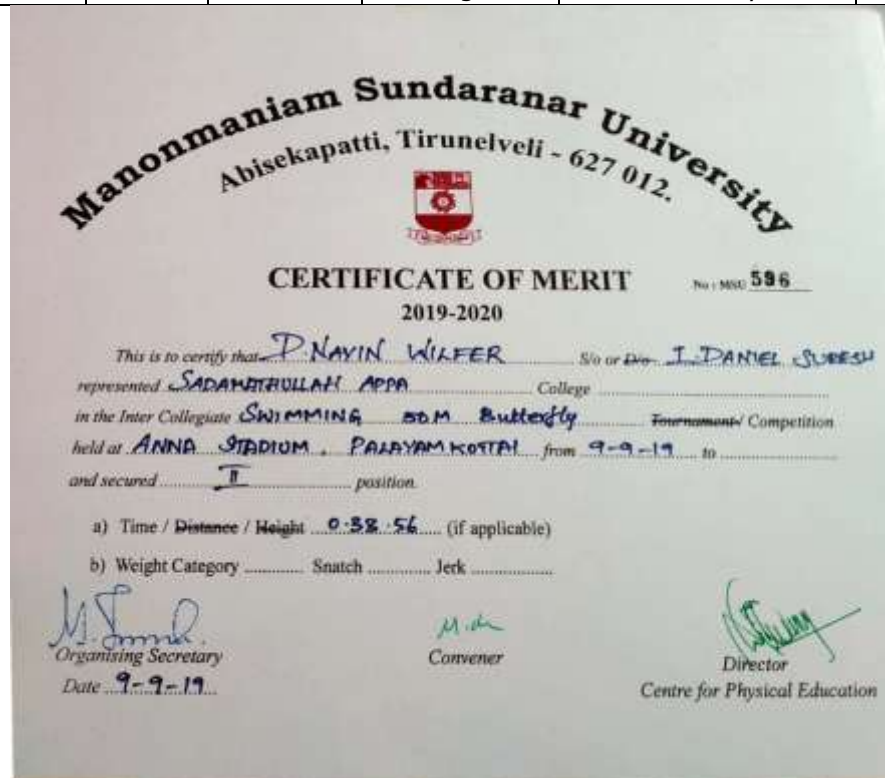 Manonmaniam Sundaranar University
Abisekapatti, Tirunelveli - 627 012.
CERTIFICATE OF MERIT No : MSU 596
2019-2020
This is to certify that D. NAVIN WILFER S/o or D/o I. DANIEL SURESH
represented SADAKATHULLAH APPA College
in the Inter Collegiate SWIMMING 50M Butterfly Tournament / Competition
held at ANNA STADIUM, PALAYAMKOTTAI from 9-9-19 to
and secured II position.
a) Time / Distance / Height 0.38.56 (if applicable)
b) Weight Category Snatch Jerk
Organising Secretary Convener Director
Date 9-9-19 Centre for Physical Education